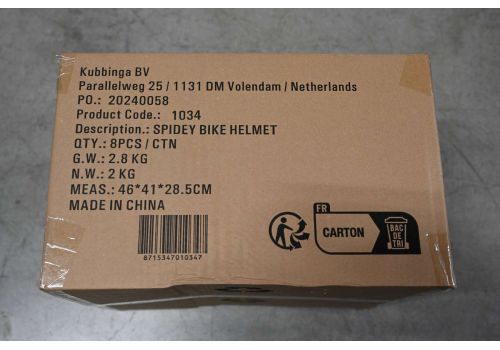 Kubbinga BV
Parallelweg 25 / 1131 DM Volendam / Netherlands
PO.: 20240058
Product Code.: 1034
Description.: SPIDEY BIKE HELMET
QTY.: 8PCS / CTN
G.W.: 2.8 KG
N.W.: 2 KG
MEAS.: 46*41*28.5CM
MADE IN CHINA
8715347010347
FR
CARTON
BAC
DE
TRI